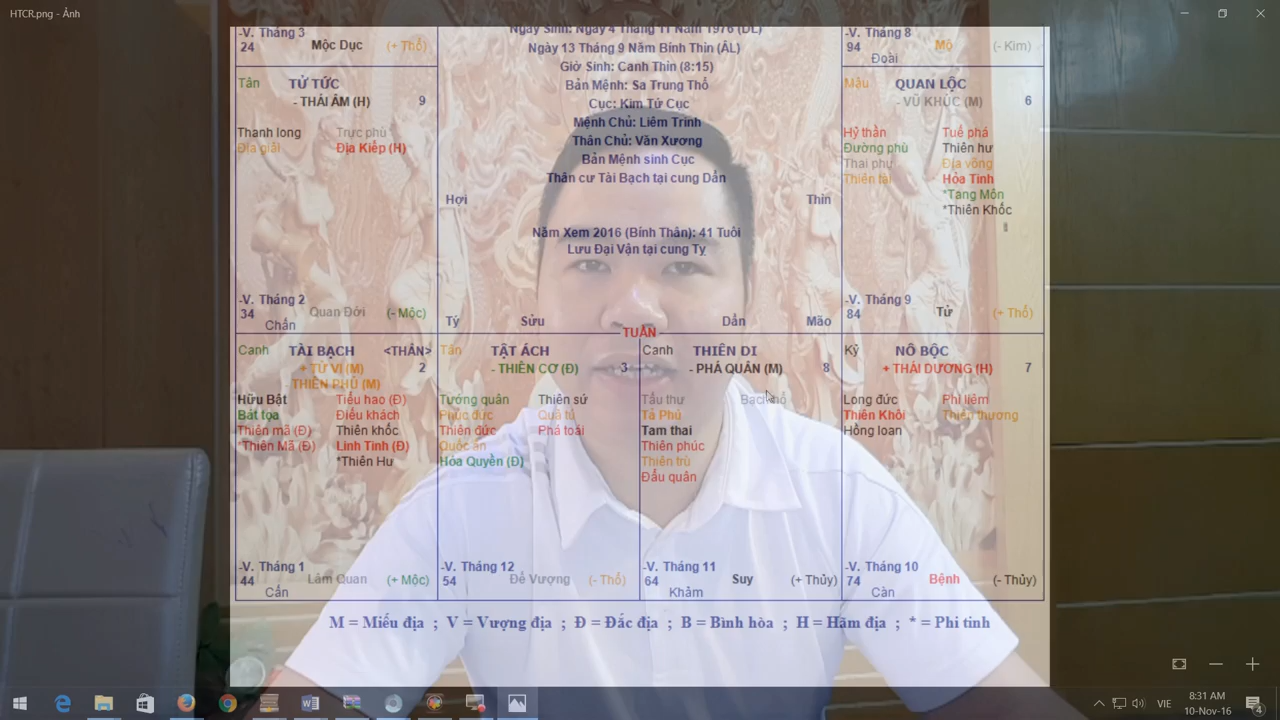 HTCR.png - Ảnh
Ngày Sinh: Ngày 4 Tháng 11 Năm 1976 (DL)
Ngày 13 Tháng 9 Năm Bính Thìn (ÂL)
Giờ Sinh: Canh Thìn (8:15)
Bản Mệnh: Sa Trung Thổ
Cục: Kim Tứ Cục
Mệnh Chủ: Liêm Trinh
Thân Chủ: Văn Xương
Bản Mệnh sinh Cục
Thân cư Tài Bạch tại cung Dần
Hợi Thìn
Năm Xem 2016 (Bính Thân): 41 Tuổi
Lưu Đại Vận tại cung Tỵ
Tý Sửu Dần Mão
TUẦN
-V. Tháng 3
24 Mộc Dục (+ Thổ)
Tân TỬ TỨC
- THÁI ÂM (H) 9
Thanh long Trực phù
Địa giải Địa Kiếp (H)
-V. Tháng 2
34 Quan Đới (- Mộc)
Chấn
-V. Tháng 8
94 Mộ (- Kim)
Đoài
Mậu QUAN LỘC
- VŨ KHÚC (M) 6
Hỷ thần Tuế phá
Đường phù Thiên hư
Thai phụ Địa võng
Thiên tài Hỏa Tinh
*Tang Môn
*Thiên Khốc
-V. Tháng 9
84 Tử (+ Thổ)
Canh TÀI BẠCH <THÂN>
+ TỬ VI (M) 2
THIÊN PHỦ (M)
Hữu Bật Tiểu hao (Đ)
Bát tọa Điếu khách
Thiên mã (Đ) Thiên khốc
*Thiên Mã (Đ) Linh Tinh (Đ)
*Thiên Hư
-V. Tháng 1
44 Lâm Quan (+ Mộc)
Cấn
Tân TẬT ÁCH
- THIÊN CƠ (Đ) 3
Tướng quân Thiên sứ
Phúc đức Quả tú
Thiên đức Phá toái
Quốc ấn
Hóa Quyền (Đ)
-V. Tháng 12
54 Đế Vượng (- Thổ)
Canh THIÊN DI
- PHÁ QUÂN (M) 8
Tấu thư Bạch hổ
Tả Phù
Tam thai
Thiên phúc
Thiên trù
Đẩu quân
-V. Tháng 11
64 Suy (+ Thủy)
Khảm
Kỷ NÔ BỘC
+ THÁI DƯƠNG (H) 7
Long đức Phi liêm
Thiên Khôi Thiên thương
Hồng loan
-V. Tháng 10
74 Bệnh (- Thủy)
Càn
M = Miếu địa ; V = Vượng địa ; Đ = Đắc địa ; B = Bình hòa ; H = Hãm địa ; * = Phi tinh
VIE
8:31 AM
10-Nov-16
4